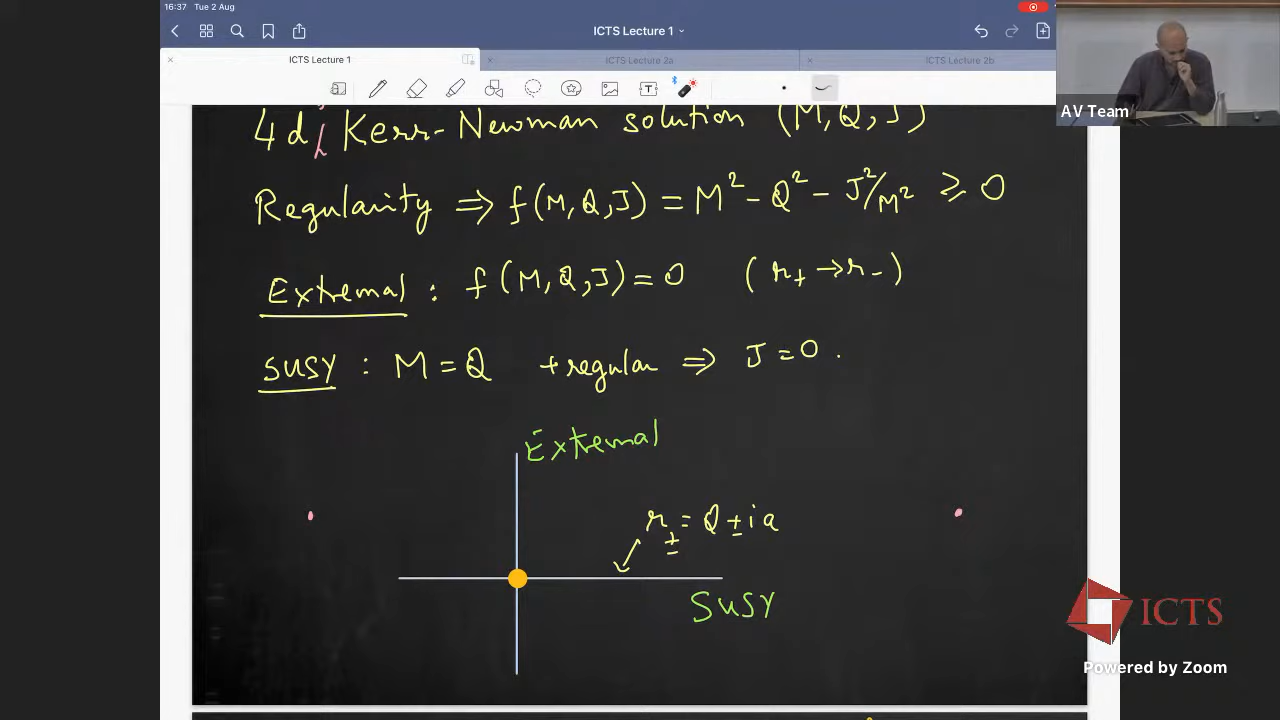 16:37 Tue 2 Aug
ICTS Lecture 1
ICTS Lecture 1
ICTS Lecture 2a
ICTS Lecture 2b
AV Team
4d Kerr-Newman solution (M, Q, J)
Regularity ⇒ f(M, Q, J) = M² - Q² - J²/M² ≥ 0
Extremal : f(M, Q, J) = 0 (r₊ → r₋)
SUSY : M = Q + regular ⇒ J = 0.
Extremal
r± = Q ± ia
SUSY
ICTS
Powered by Zoom